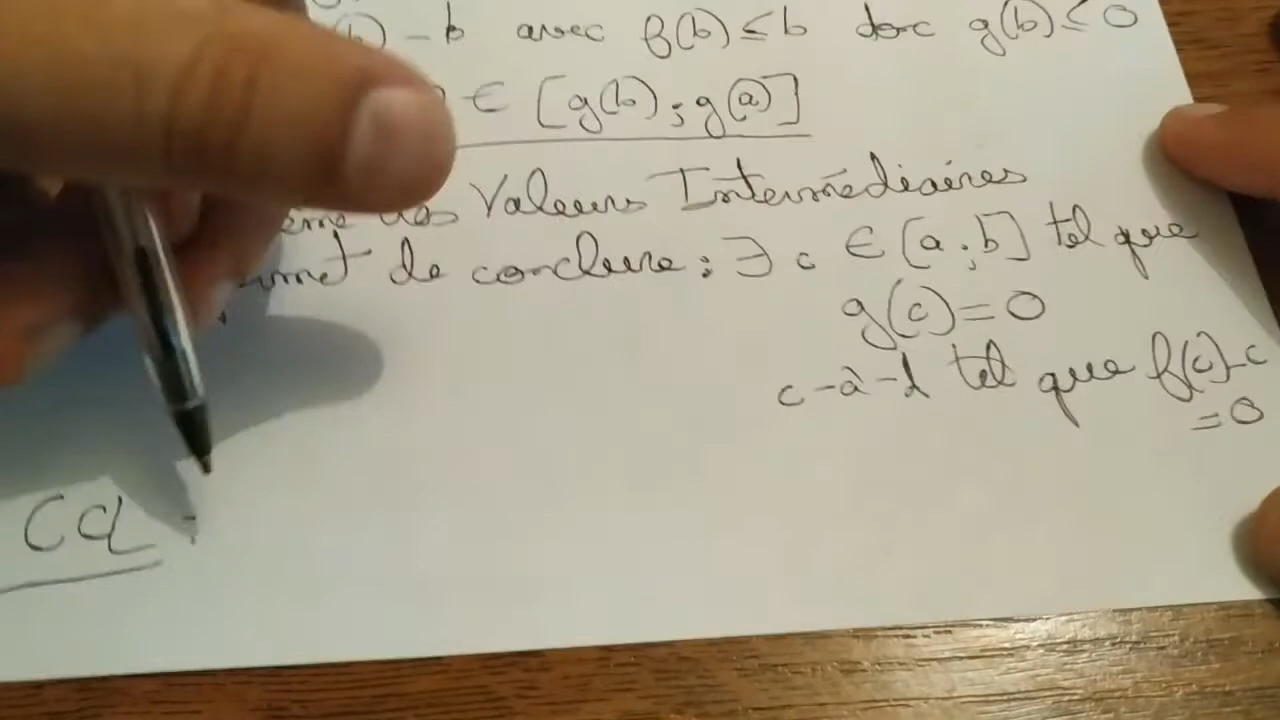 - b avec f(b) ≤ b donc g(b) ≤ 0
∈ [g(b) ; g(a)]
Valeurs Intermédiaires
de conclure : ∃ c ∈ [a ; b] tel que
g(c) = 0
c-à-d tel que f(c) - c
= 0
CCL :